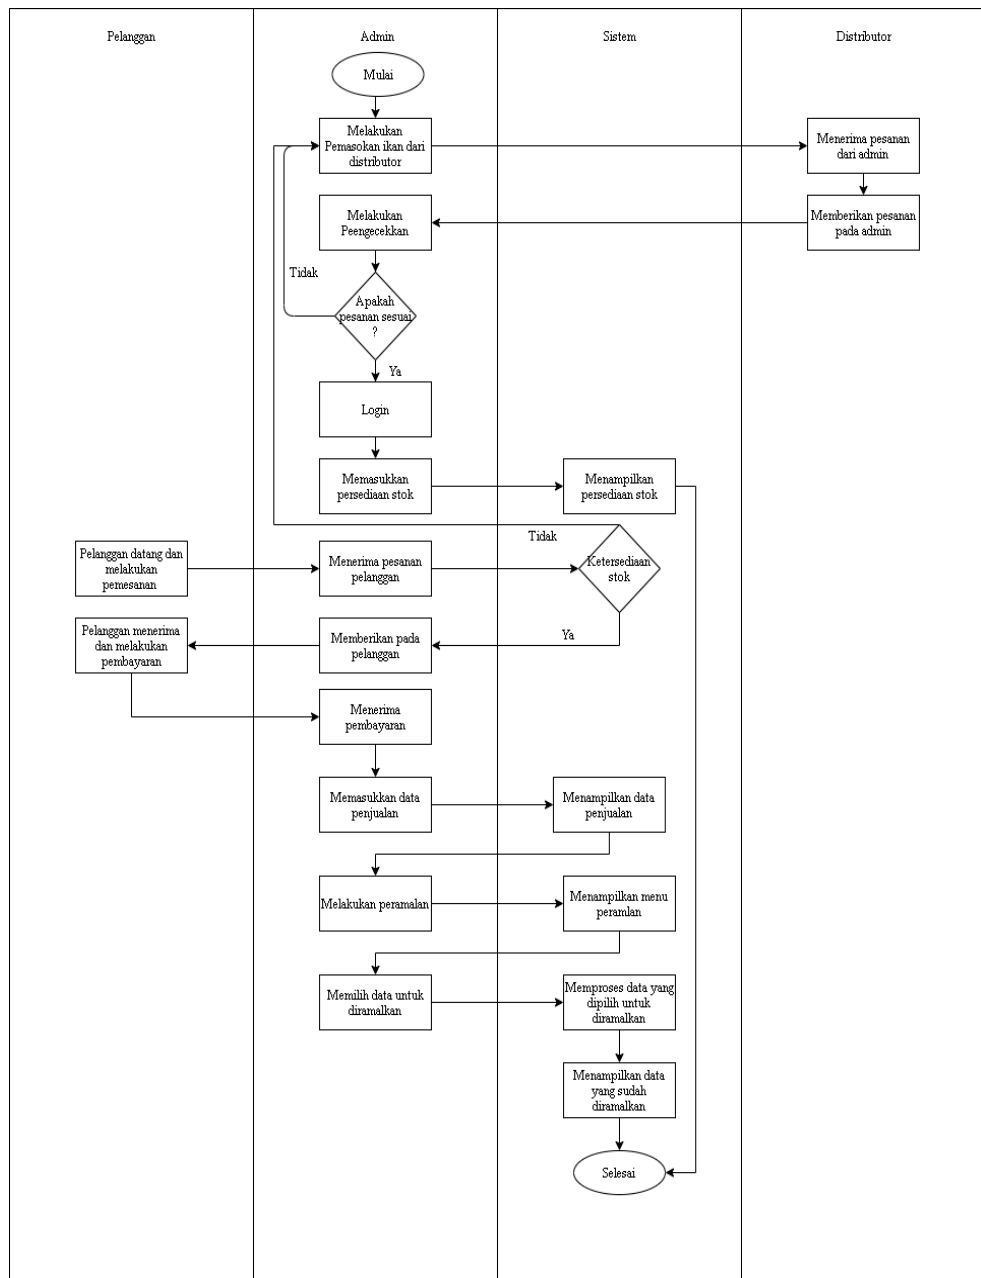 Pelanggan
Admin
Sistem
Distributor
Mulai
Melakukan
Pemasokan ikan dari
distributor
Menerima pesanan
dari admin
Melakukan
Peengecekkan
Memberikan pesanan
pada admin
Tidak
Apakah
pesanan sesuai
?
Ya
Login
Memasukkan
persediaan stok
Menampilkan
persediaan stok
Tidak
Pelanggan datang dan
melakukan
pemesanan
Menerima pesanan
pelanggan
Ketersediaan
stok
Ya
Pelanggan menerima
dan melakukan
pembayaran
Memberikan pada
pelanggan
Menerima
pembayaran
Memasukkan data
penjualan
Menampilkan data
penjualan
Melakukan peramalan
Menampilkan menu
peramlan
Memilih data untuk
diramalkan
Memproses data yang
dipilih untuk
diramalkan
Menampilkan data
yang sudah
diramalkan
Selesai